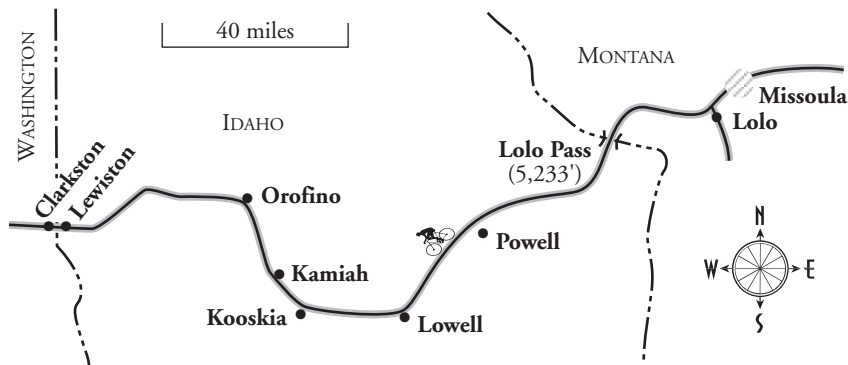 40 miles
WASHINGTON
MONTANA
IDAHO
Missoula
Lolo
Lolo Pass
(5,233')
Clarkston
Lewiston
Orofino
Powell
N
W
E
S
Kamiah
Kooskia
Lowell